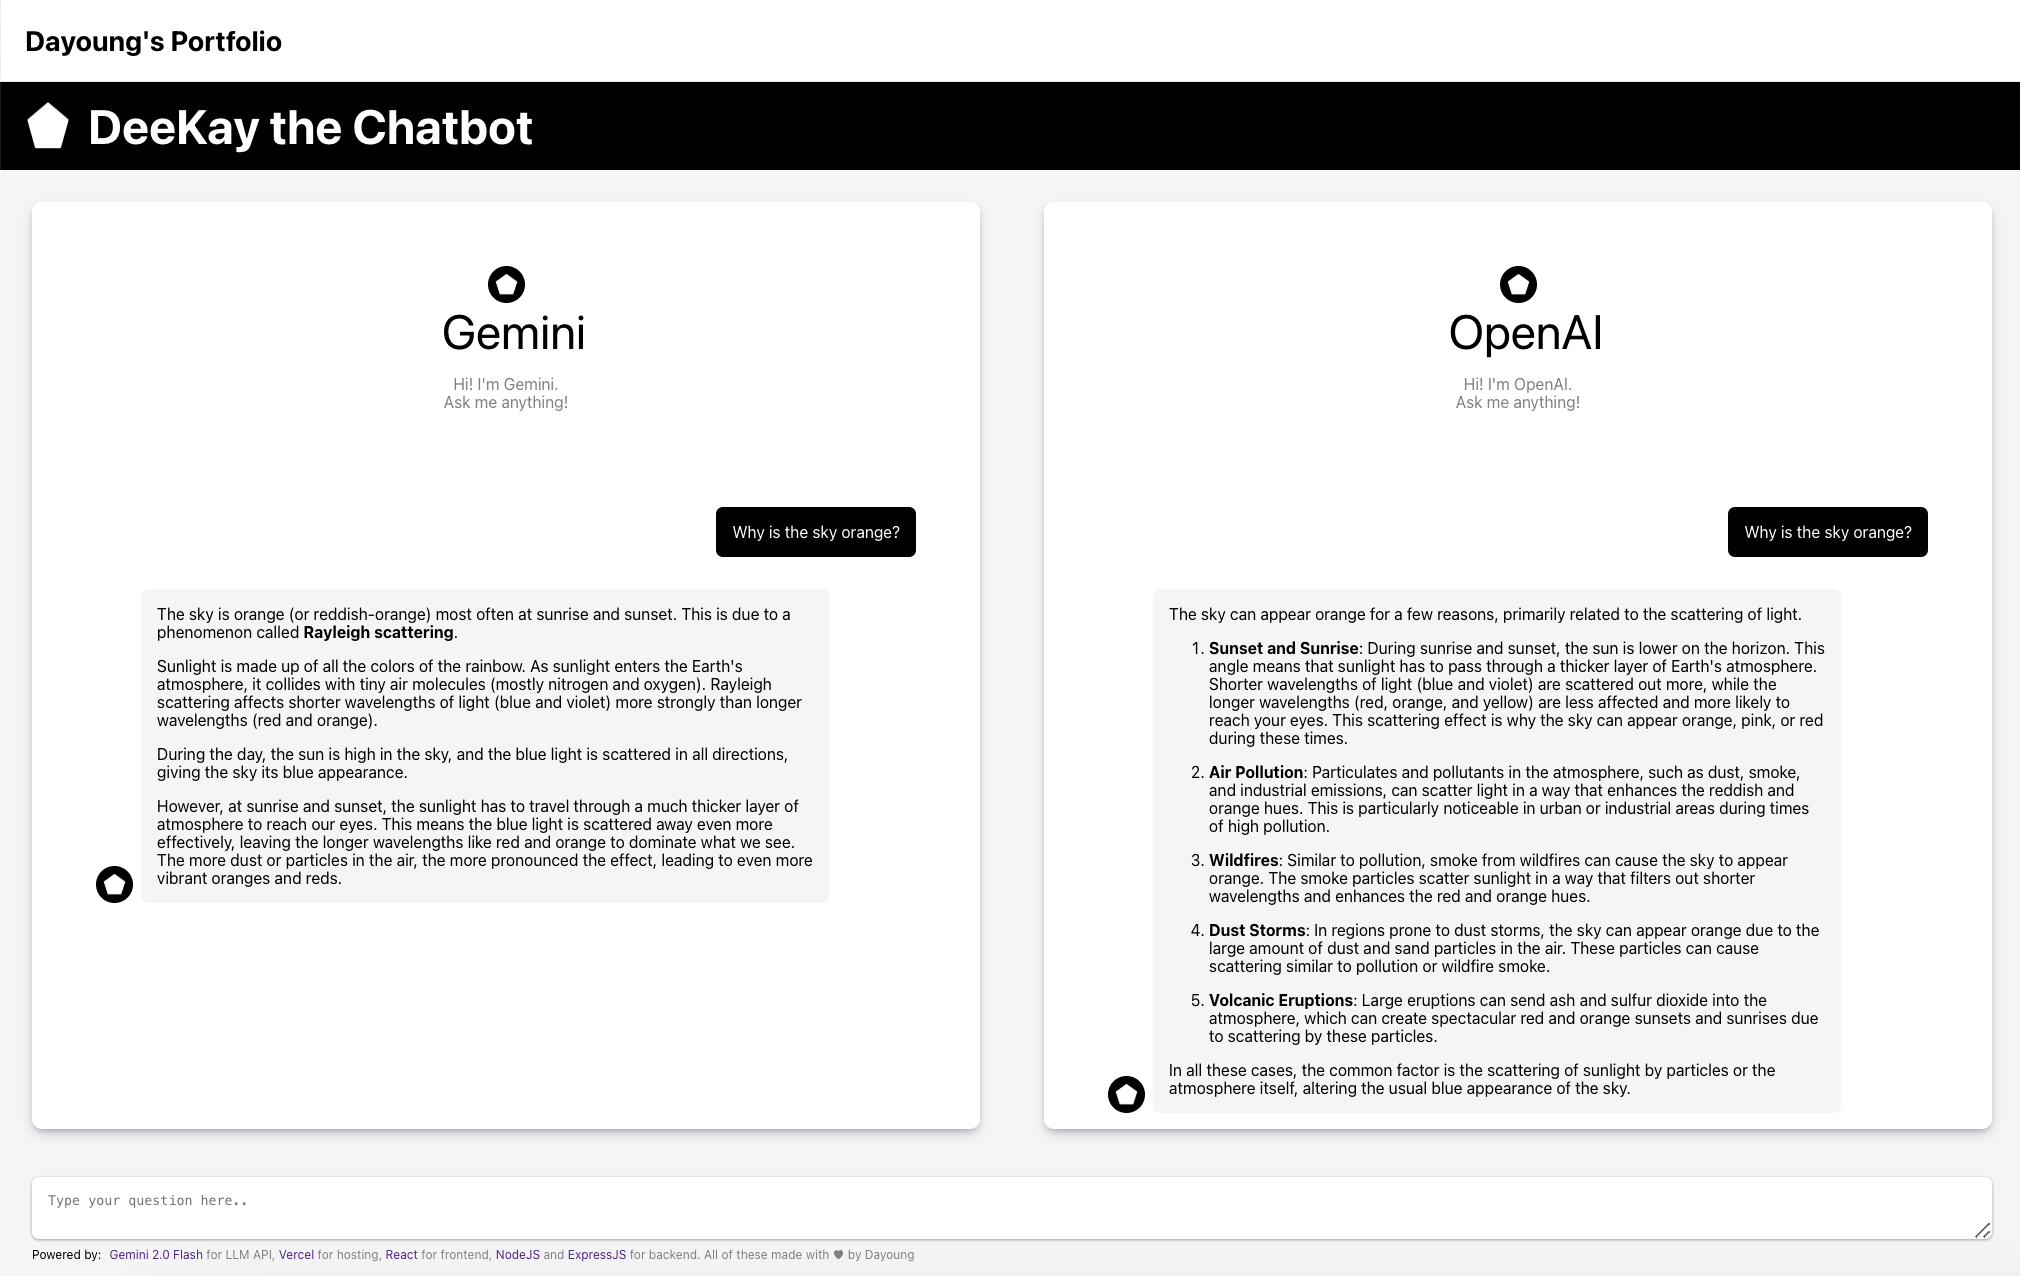 Dayoung's Portfolio
DeeKay the Chatbot
Gemini
Hi! I'm Gemini.
Ask me anything!
Why is the sky orange?
The sky is orange (or reddish-orange) most often at sunrise and sunset. This is due to a
phenomenon called Rayleigh scattering.
Sunlight is made up of all the colors of the rainbow. As sunlight enters the Earth's
atmosphere, it collides with tiny air molecules (mostly nitrogen and oxygen). Rayleigh
scattering affects shorter wavelengths of light (blue and violet) more strongly than longer
wavelengths (red and orange).
During the day, the sun is high in the sky, and the blue light is scattered in all directions,
giving the sky its blue appearance.
However, at sunrise and sunset, the sunlight has to travel through a much thicker layer of
atmosphere to reach our eyes. This means the blue light is scattered away even more
effectively, leaving the longer wavelengths like red and orange to dominate what we see.
The more dust or particles in the air, the more pronounced the effect, leading to even more
vibrant oranges and reds.
OpenAI
Hi! I'm OpenAI.
Ask me anything!
Why is the sky orange?
The sky can appear orange for a few reasons, primarily related to the scattering of light.
1. Sunset and Sunrise: During sunrise and sunset, the sun is lower on the horizon. This
angle means that sunlight has to pass through a thicker layer of Earth's atmosphere.
Shorter wavelengths of light (blue and violet) are scattered out more, while the
longer wavelengths (red, orange, and yellow) are less affected and more likely to
reach your eyes. This scattering effect is why the sky can appear orange, pink, or red
during these times.
2. Air Pollution: Particulates and pollutants in the atmosphere, such as dust, smoke,
and industrial emissions, can scatter light in a way that enhances the reddish and
orange hues. This is particularly noticeable in urban or industrial areas during times
of high pollution.
3. Wildfires: Similar to pollution, smoke from wildfires can cause the sky to appear
orange. The smoke particles scatter sunlight in a way that filters out shorter
wavelengths and enhances the red and orange hues.
4. Dust Storms: In regions prone to dust storms, the sky can appear orange due to the
large amount of dust and sand particles in the air. These particles can cause
scattering similar to pollution or wildfire smoke.
5. Volcanic Eruptions: Large eruptions can send ash and sulfur dioxide into the
atmosphere, which can create spectacular red and orange sunsets and sunrises due
to scattering by these particles.
In all these cases, the common factor is the scattering of sunlight by particles or the
atmosphere itself, altering the usual blue appearance of the sky.
Type your question here..
Powered by: Gemini 2.0 Flash for LLM API, Vercel for hosting, React for frontend, NodeJS and ExpressJS for backend. All of these made with ♥ by Dayoung